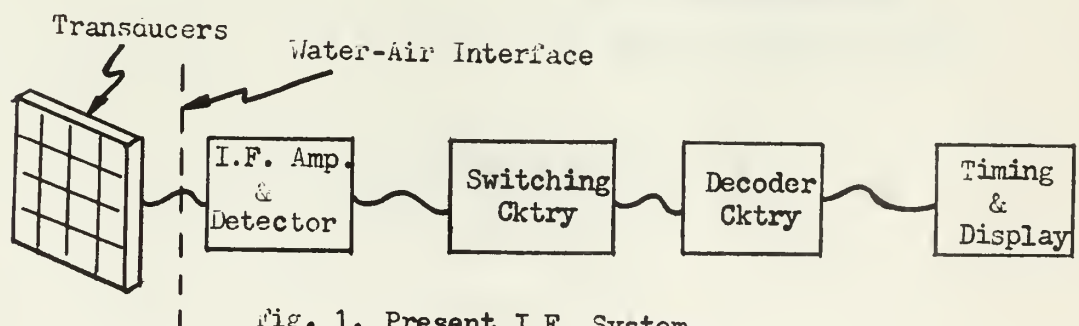 Transducers
Water-Air Interface
I.F. Amp.
&
Detector
Switching
Cktry
Decoder
Cktry
Timing
&
Display
Fig. 1. Present I.F. System